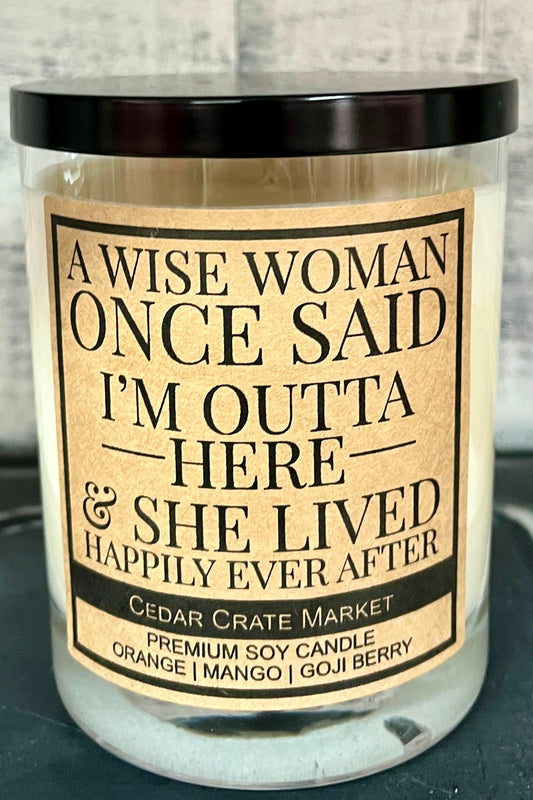 A WISE WOMAN
ONCE SAID
I'M OUTTA
HERE
& SHE LIVED
HAPPILY EVER AFTER
CEDAR CRATE MARKET
PREMIUM SOY CANDLE
ORANGE | MANGO | GOJI BERRY